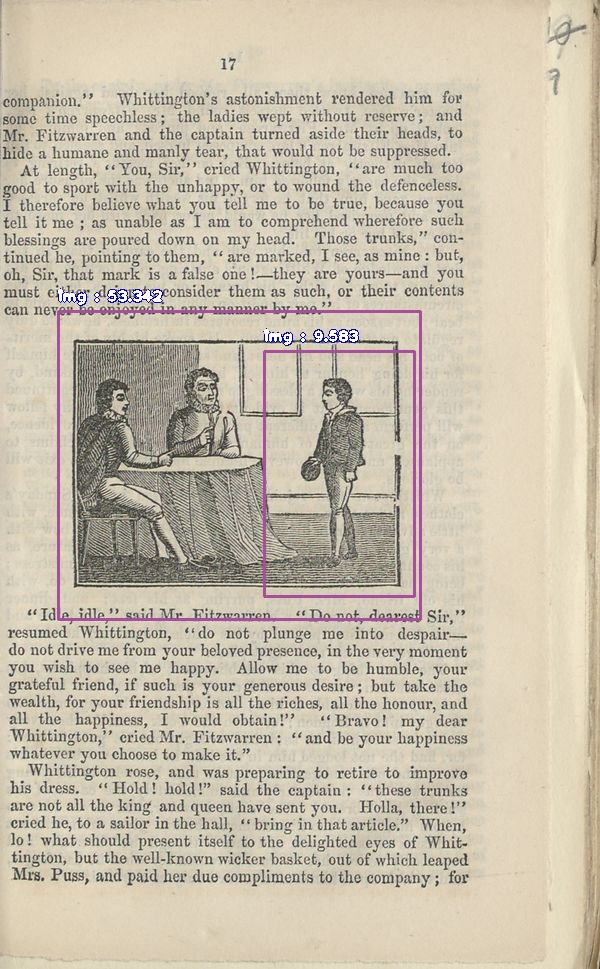 17
companion.” Whittington’s astonishment rendered him for
some time speechless; the ladies wept without reserve; and
Mr. Fitzwarren and the captain turned aside their heads, to
hide a humane and manly tear, that would not be suppressed.
At length, “You, Sir,” cried Whittington, “are much too
good to sport with the unhappy, or to wound the defenceless.
I therefore believe what you tell me to be true, because you
tell it me ; as unable as I am to comprehend wherefore such
blessings are poured down on my head. Those trunks,” con-
tinued he, pointing to them, “are marked, I see, as mine : but,
oh, Sir, that mark is a false one!—they are yours—and you
must either deign to consider them as such, or their contents
can never be enjoyed in any manner by me.”
img : 53.342
img : 9.583
“Idle, idle,” said Mr. Fitzwarren. “Do not, dearest Sir,”
resumed Whittington, “do not plunge me into despair—
do not drive me from your beloved presence, in the very moment
you wish to see me happy. Allow me to be humble, your
grateful friend, if such is your generous desire; but take the
wealth, for your friendship is all the riches, all the honour, and
all the happiness, I would obtain!” “Bravo! my dear
Whittington,” cried Mr. Fitzwarren : “and be your happiness
whatever you choose to make it.”
Whittington rose, and was preparing to retire to improve
his dress. “Hold! hold!” said the captain : “these trunks
are not all the king and queen have sent you. Holla, there!”
cried he, to a sailor in the hall, “bring in that article.” When,
lo! what should present itself to the delighted eyes of Whit-
tington, but the well-known wicker basket, out of which leaped
Mrs. Puss, and paid her due compliments to the company; for